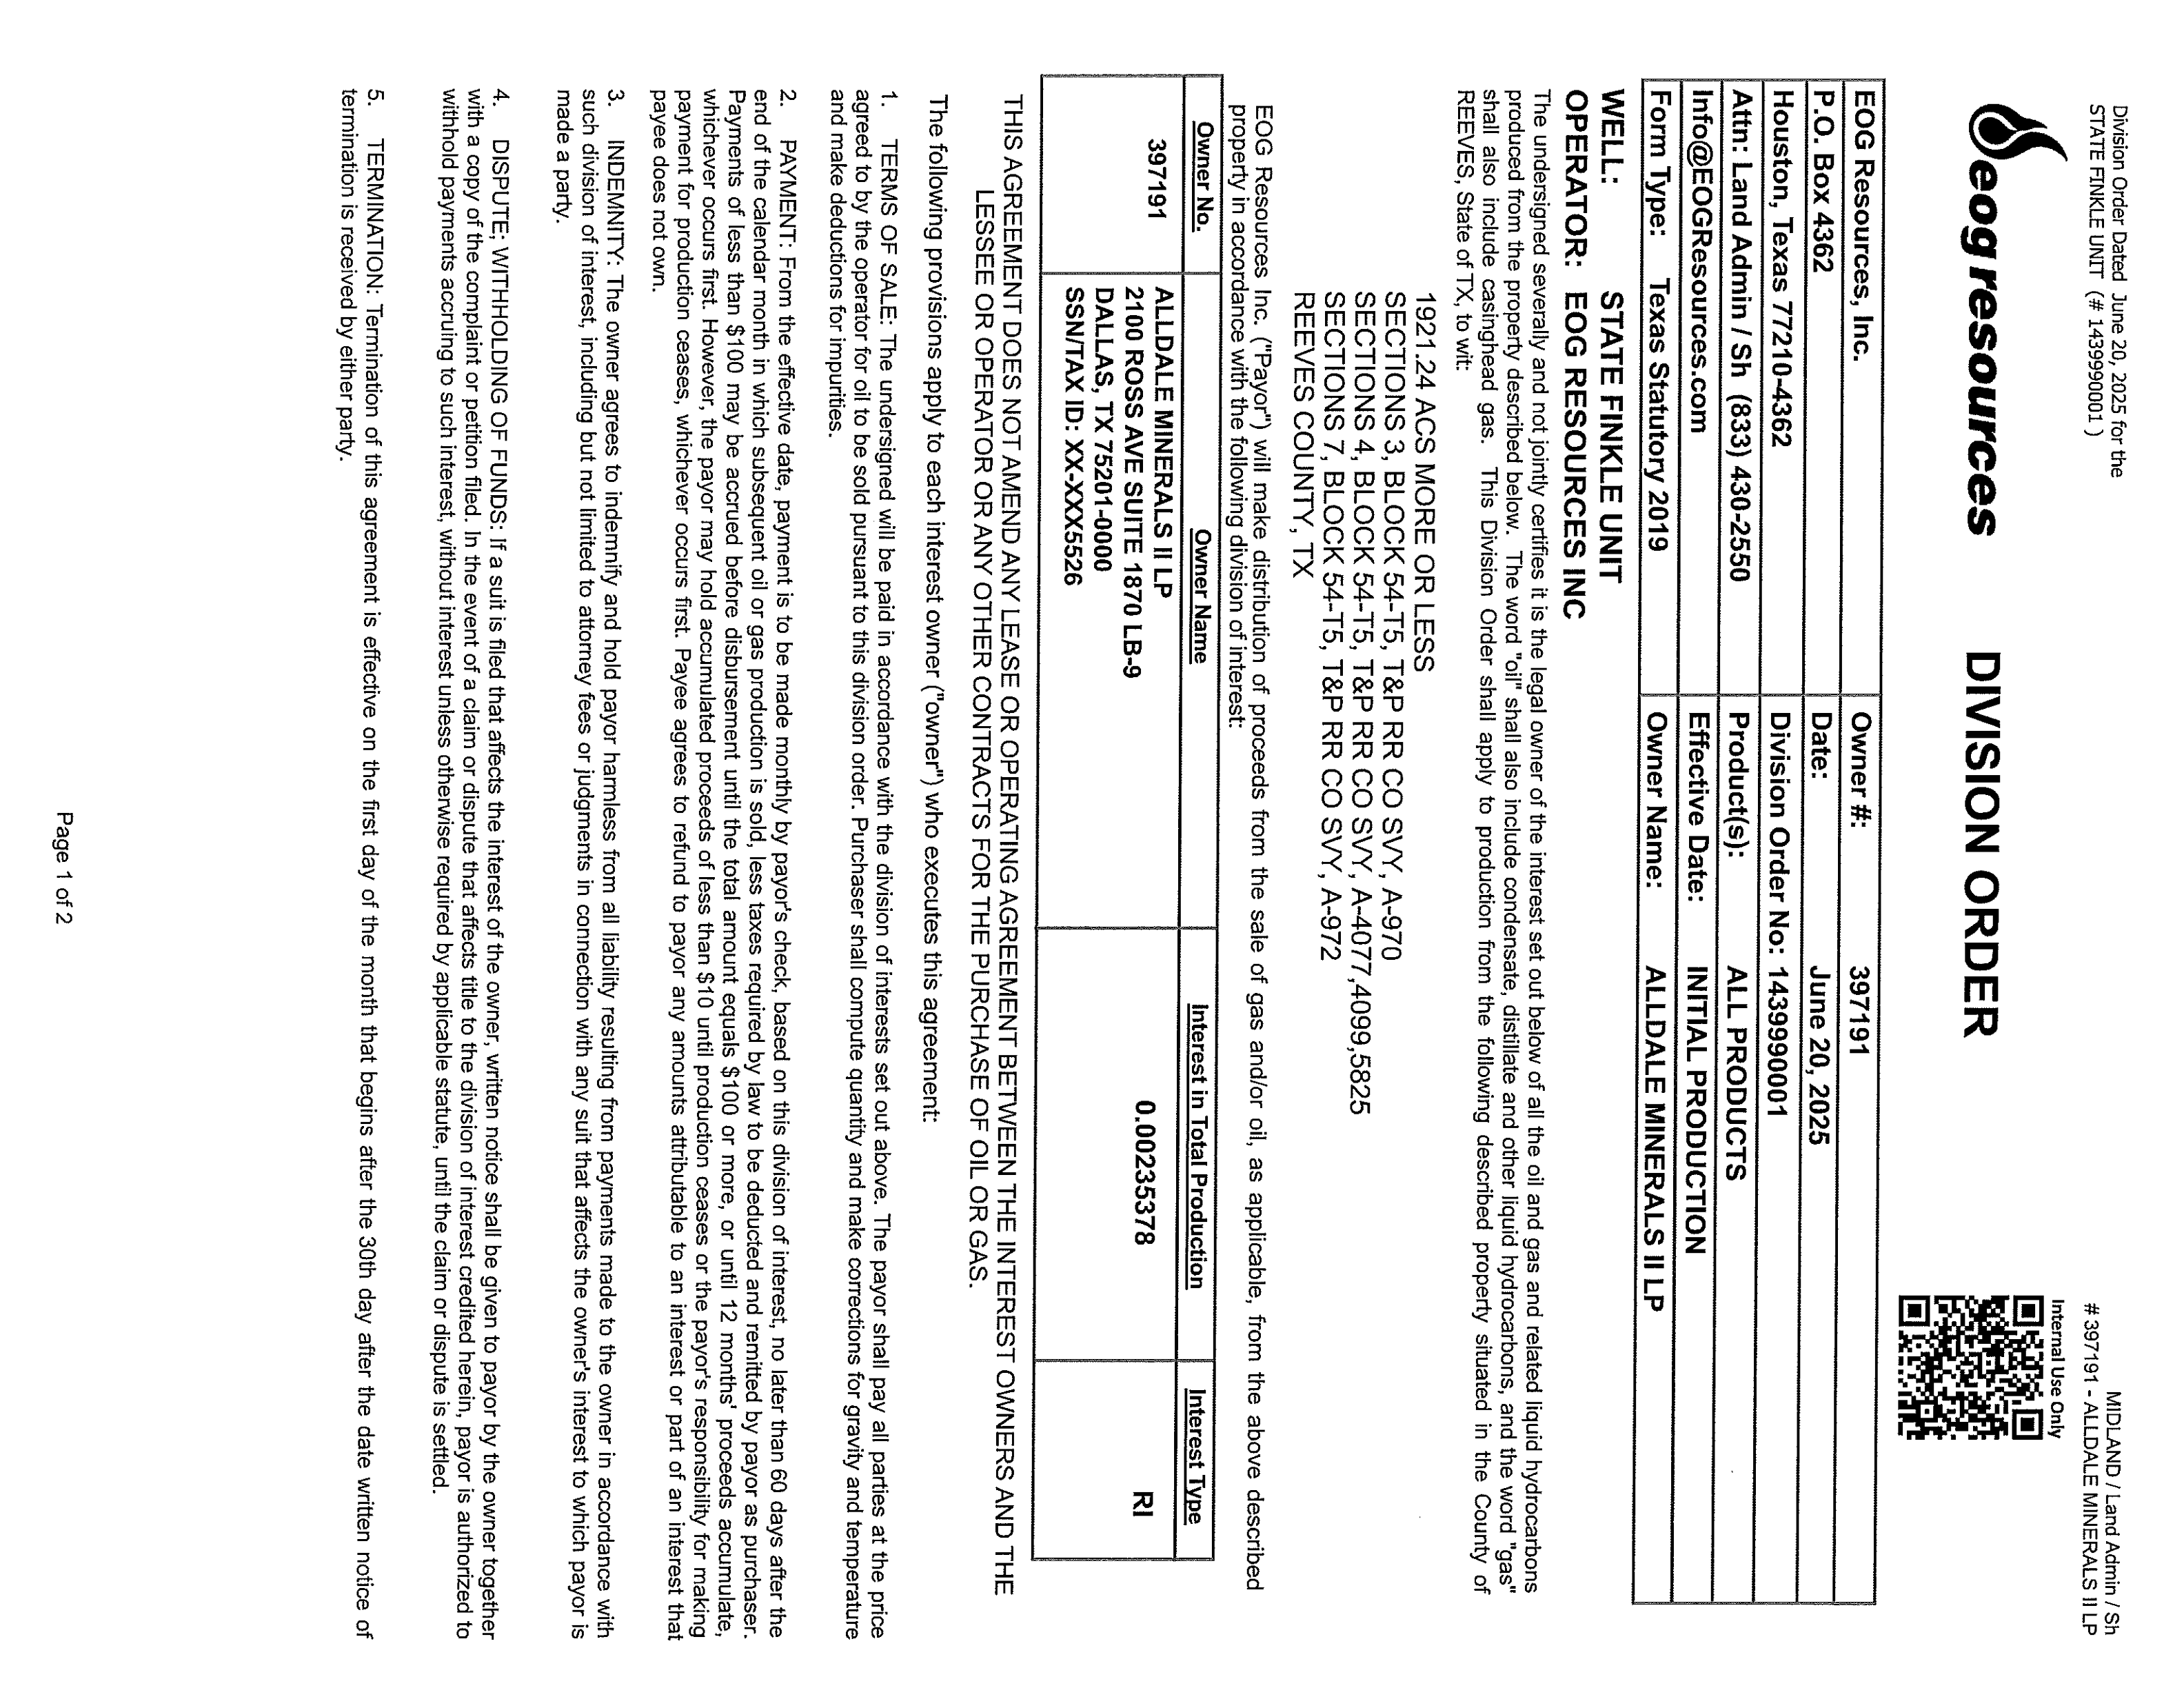 Division Order Dated June 20, 2025 for the
STATE FINKLE UNIT (# 1439990001 )
MIDLAND / Land Admin / Sh
# 397191 - ALLDALE MINERALS II LP
eog resources
DIVISION ORDER
Internal Use Only
EOG Resources, Inc.
Owner #: 397191
P.O. Box 4362
Date: June 20, 2025
Houston, Texas 77210-4362
Division Order No: 1439990001
Attn: Land Admin / Sh (833) 430-2550
Product(s): ALL PRODUCTS
Info@EOGResources.com
Effective Date: INITIAL PRODUCTION
Form Type: Texas Statutory 2019
Owner Name: ALLDALE MINERALS II LP
WELL: STATE FINKLE UNIT
OPERATOR: EOG RESOURCES INC
The undersigned severally and not jointly certifies it is the legal owner of the interest set out below of all the oil and gas and related liquid hydrocarbons
produced from the property described below. The word "oil" shall also include condensate, distillate and other liquid hydrocarbons, and the word "gas"
shall also include casinghead gas. This Division Order shall apply to production from the following described property situated in the County of
REEVES, State of TX, to wit:
1921.24 ACS MORE OR LESS
SECTIONS 3, BLOCK 54-T5, T&P RR CO SVY, A-970
SECTIONS 4, BLOCK 54-T5, T&P RR CO SVY, A-4077,4099,5825
SECTIONS 7, BLOCK 54-T5, T&P RR CO SVY, A-972
REEVES COUNTY, TX
EOG Resources Inc. ("Payor") will make distribution of proceeds from the sale of gas and/or oil, as applicable, from the above described
property in accordance with the following division of interest:
Owner No.
Owner Name
Interest in Total Production
Interest Type
397191
ALLDALE MINERALS II LP
2100 ROSS AVE SUITE 1870 LB-9
DALLAS, TX 75201-0000
SSN/TAX ID: XX-XXX5526
0.00235378
RI
THIS AGREEMENT DOES NOT AMEND ANY LEASE OR OPERATING AGREEMENT BETWEEN THE INTEREST OWNERS AND THE
LESSEE OR OPERATOR OR ANY OTHER CONTRACTS FOR THE PURCHASE OF OIL OR GAS.
The following provisions apply to each interest owner ("owner") who executes this agreement:
1. TERMS OF SALE: The undersigned will be paid in accordance with the division of interests set out above. The payor shall pay all parties at the price
agreed to by the operator for oil to be sold pursuant to this division order. Purchaser shall compute quantity and make corrections for gravity and temperature
and make deductions for impurities.
2. PAYMENT: From the effective date, payment is to be made monthly by payor's check, based on this division of interest, no later than 60 days after the
end of the calendar month in which subsequent oil or gas production is sold, less taxes required by law to be deducted and remitted by payor as purchaser.
Payments of less than $100 may be accrued before disbursement until the total amount equals $100 or more, or until 12 months' proceeds accumulate,
whichever occurs first. However, the payor may hold accumulated proceeds of less than $10 until production ceases or the payor's responsibility for making
payment for production ceases, whichever occurs first. Payee agrees to refund to payor any amounts attributable to an interest or part of an interest that
payee does not own.
3. INDEMNITY: The owner agrees to indemnify and hold payor harmless from all liability resulting from payments made to the owner in accordance with
such division of interest, including but not limited to attorney fees or judgments in connection with any suit that affects the owner's interest to which payor is
made a party.
4. DISPUTE; WITHHOLDING OF FUNDS: If a suit is filed that affects the interest of the owner, written notice shall be given to payor by the owner together
with a copy of the complaint or petition filed. In the event of a claim or dispute that affects title to the division of interest credited herein, payor is authorized to
withhold payments accruing to such interest, without interest unless otherwise required by applicable statute, until the claim or dispute is settled.
5. TERMINATION: Termination of this agreement is effective on the first day of the month that begins after the 30th day after the date written notice of
termination is received by either party.
Page 1 of 2